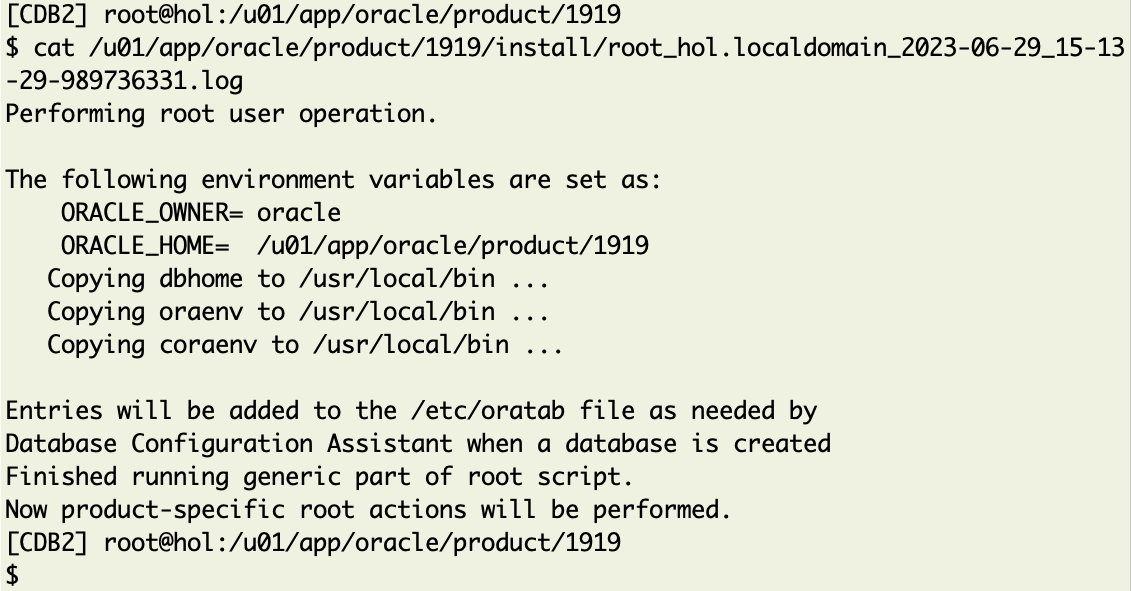 [CDB2] root@hol:/u01/app/oracle/product/1919
$ cat /u01/app/oracle/product/1919/install/root_hol.localdomain_2023-06-29_15-13
-29-989736331.log
Performing root user operation.

The following environment variables are set as:
    ORACLE_OWNER= oracle
    ORACLE_HOME=  /u01/app/oracle/product/1919
   Copying dbhome to /usr/local/bin ...
   Copying oraenv to /usr/local/bin ...
   Copying coraenv to /usr/local/bin ...

Entries will be added to the /etc/oratab file as needed by
Database Configuration Assistant when a database is created
Finished running generic part of root script.
Now product-specific root actions will be performed.
[CDB2] root@hol:/u01/app/oracle/product/1919
$